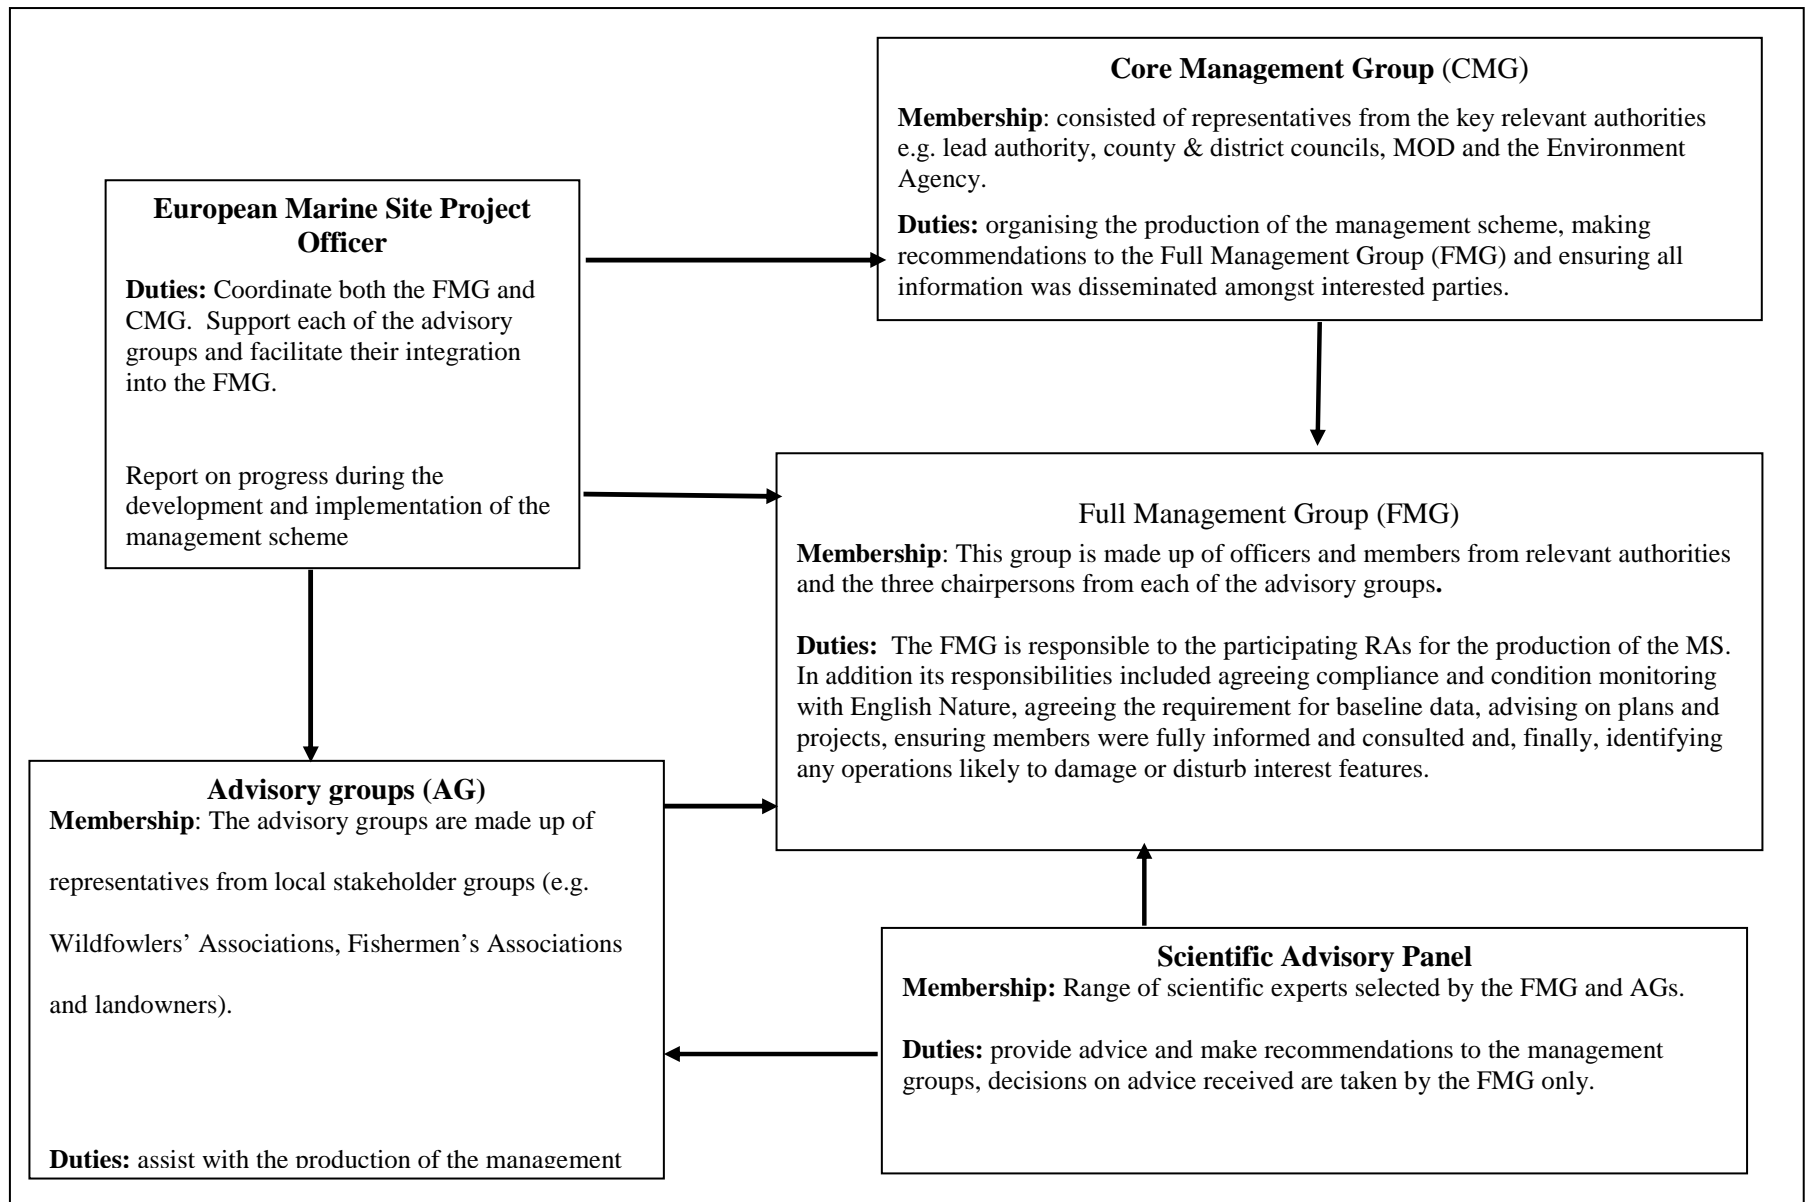 Core Management Group (CMG)
Membership: consisted of representatives from the key relevant authorities
e.g. lead authority, county & district councils, MOD and the Environment
Agency.
Duties: organising the production of the management scheme, making
recommendations to the Full Management Group (FMG) and ensuring all
information was disseminated amongst interested parties.
European Marine Site Project
Officer
Duties: Coordinate both the FMG and
CMG.  Support each of the advisory
groups and facilitate their integration
into the FMG.
Report on progress during the
development and implementation of the
management scheme
Full Management Group (FMG)
Membership: This group is made up of officers and members from relevant authorities
and the three chairpersons from each of the advisory groups.
Duties:  The FMG is responsible to the participating RAs for the production of the MS.
In addition its responsibilities included agreeing compliance and condition monitoring
with English Nature, agreeing the requirement for baseline data, advising on plans and
projects, ensuring members were fully informed and consulted and, finally, identifying
any operations likely to damage or disturb interest features.
Advisory groups (AG)
Membership: The advisory groups are made up of
representatives from local stakeholder groups (e.g.
Wildfowlers’ Associations, Fishermen’s Associations
and landowners).
Duties: assist with the production of the management
Scientific Advisory Panel
Membership: Range of scientific experts selected by the FMG and AGs.
Duties: provide advice and make recommendations to the management
groups, decisions on advice received are taken by the FMG only.